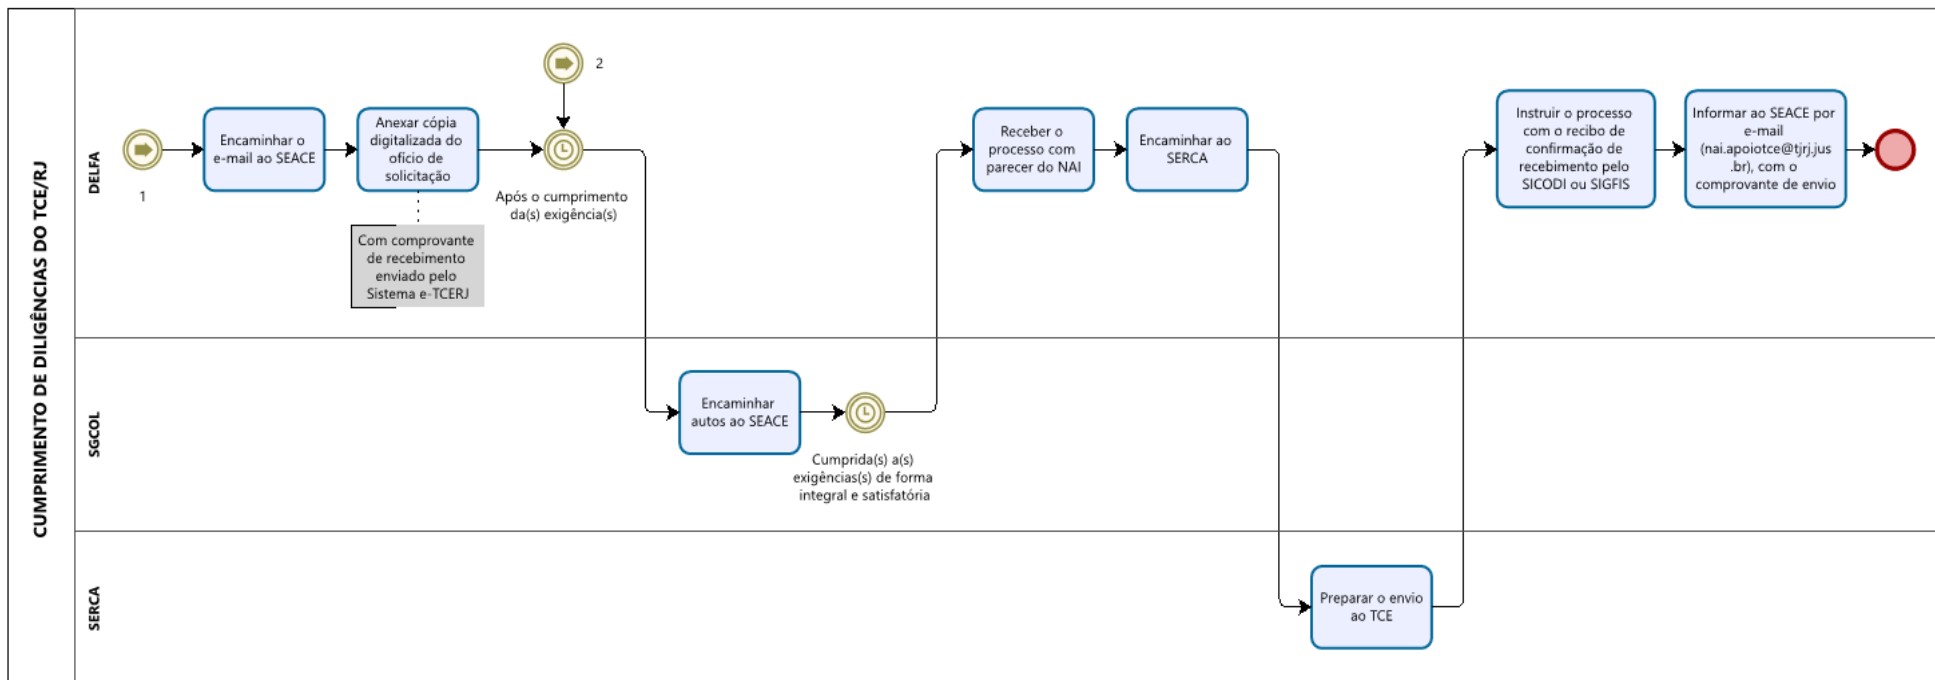 CUMPRIMENTO DE DILIGÊNCIAS DO TCE/RJ
DELFA
1
Encaminhar o
e-mail ao SEACE
Anexar cópia
digitalizada do
ofício de
solicitação
Com comprovante
de recebimento
enviado pelo
Sistema e-TCERJ
2
Após o cumprimento
da(s) exigência(s)
Receber o
processo com
parecer do NAI
Encaminhar ao
SERCA
Instruir o processo
com o recibo de
confirmação de
recebimento pelo
SICODI ou SIGFIS
Informar ao SEACE por
e-mail
(nai.apoiotce@tjrj.jus
.br), com o
comprovante de envio
SGCOL
Encaminhar
autos ao SEACE
Cumprida(s) a(s)
exigências(s) de forma
integral e satisfatória
SERCA
Preparar o envio
ao TCE